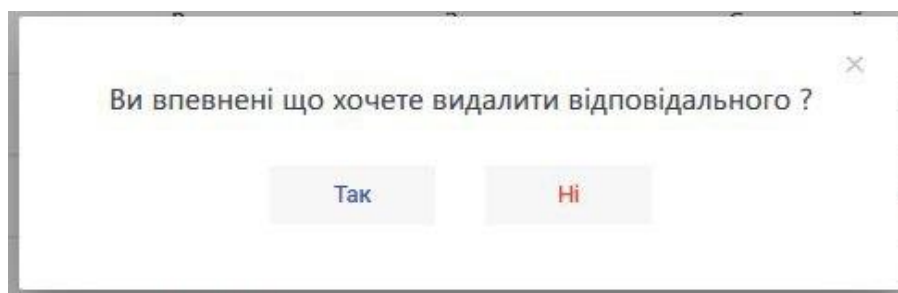 Ви впевнені що хочете видалити відповідального ?
Так
Ні